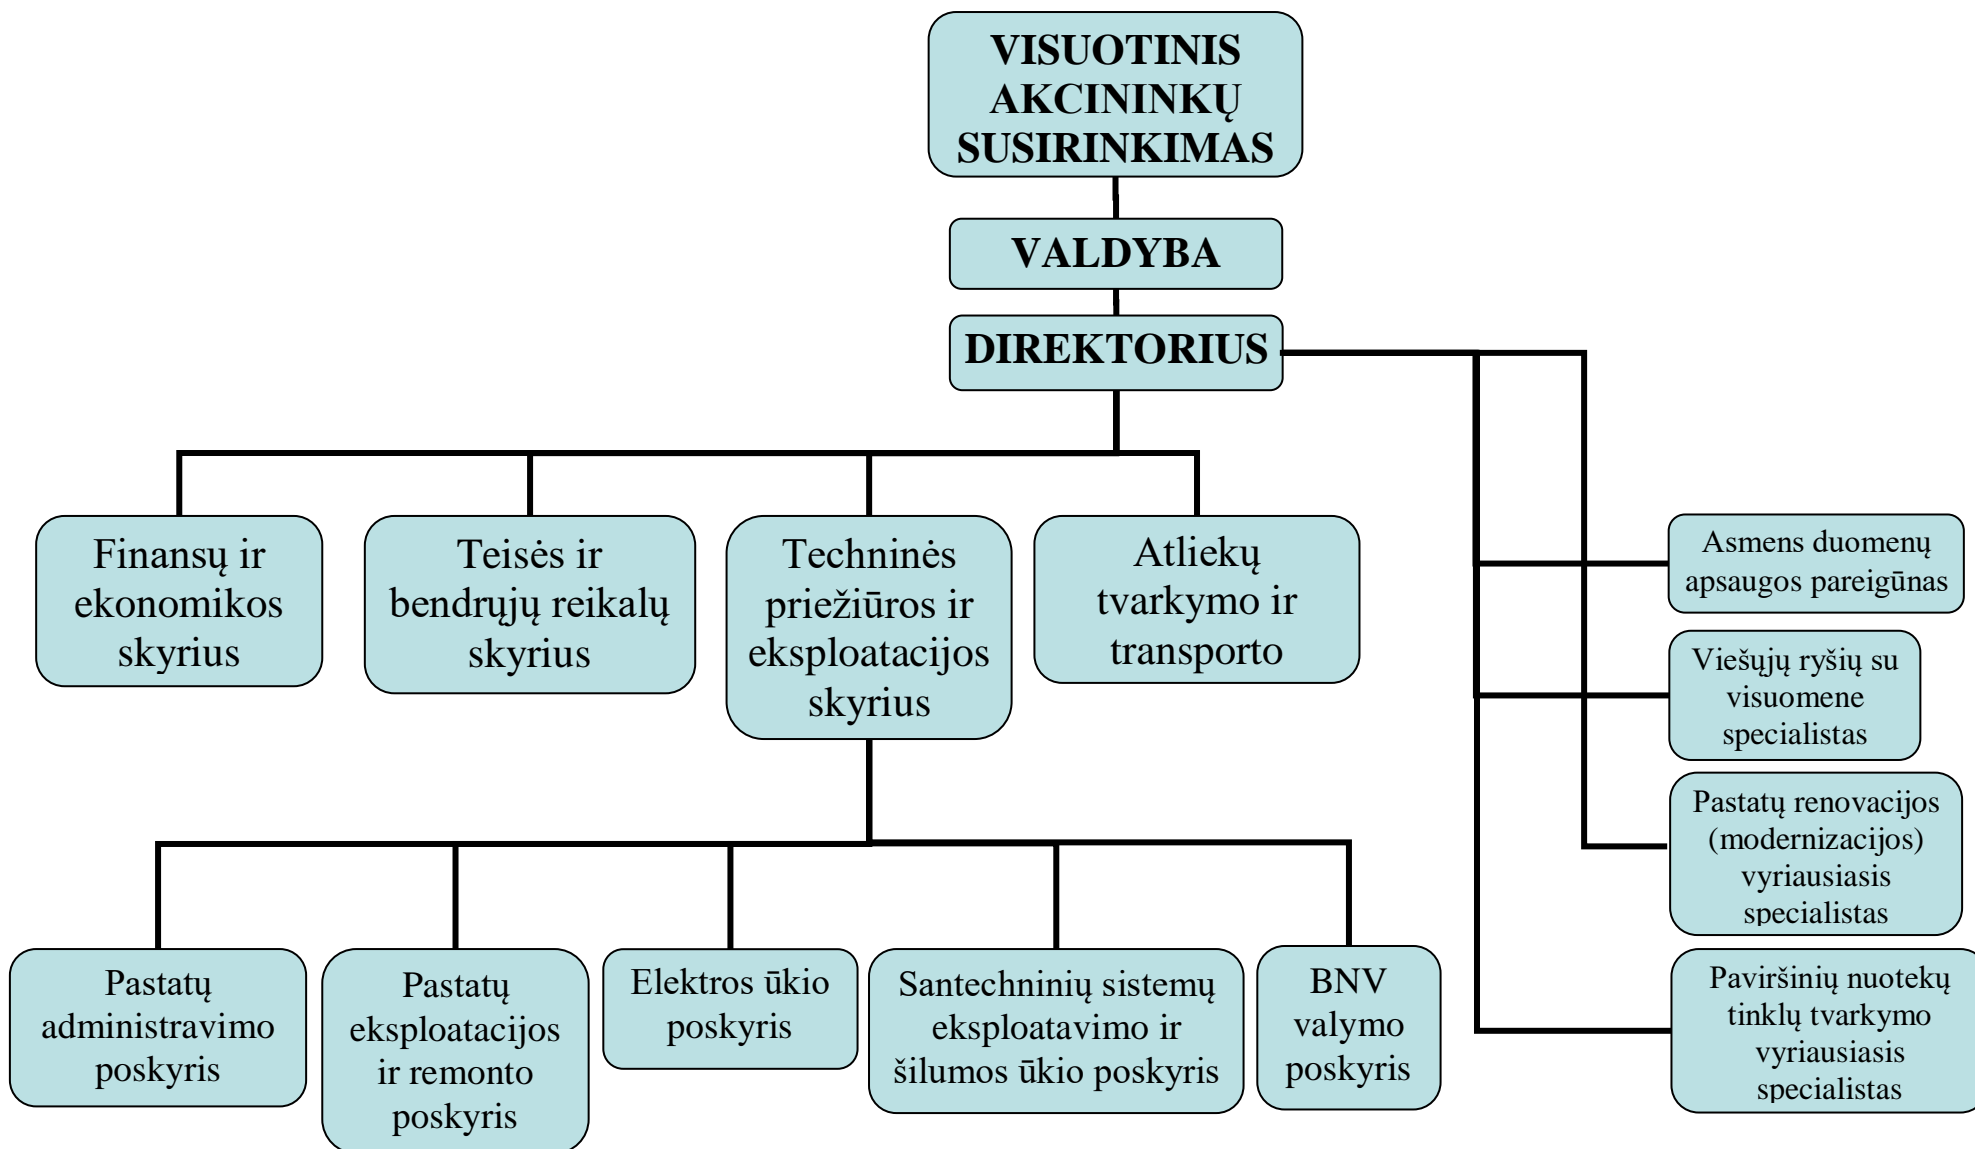 VISUOTINIS
AKCININKŲ
SUSIRINKIMAS
VALDYBA
DIREKTORIUS
Finansų ir
ekonomikos
skyrius
Teisės ir
bendrųjų reikalų
skyrius
Techninės
priežiūros ir
eksploatacijos
skyrius
Atliekų
tvarkymo ir
transporto
Asmens duomenų
apsaugos pareigūnas
Viešųjų ryšių su
visuomene
specialistas
Pastatų renovacijos
(modernizacijos)
vyriausiasis
specialistas
Paviršinių nuotekų
tinklų tvarkymo
vyriausiasis
specialistas
Pastatų
administravimo
poskyris
Pastatų
eksploatacijos
ir remonto
poskyris
Elektros ūkio
poskyris
Santechninių sistemų
eksploatavimo ir
šilumos ūkio poskyris
BNV
valymo
poskyris